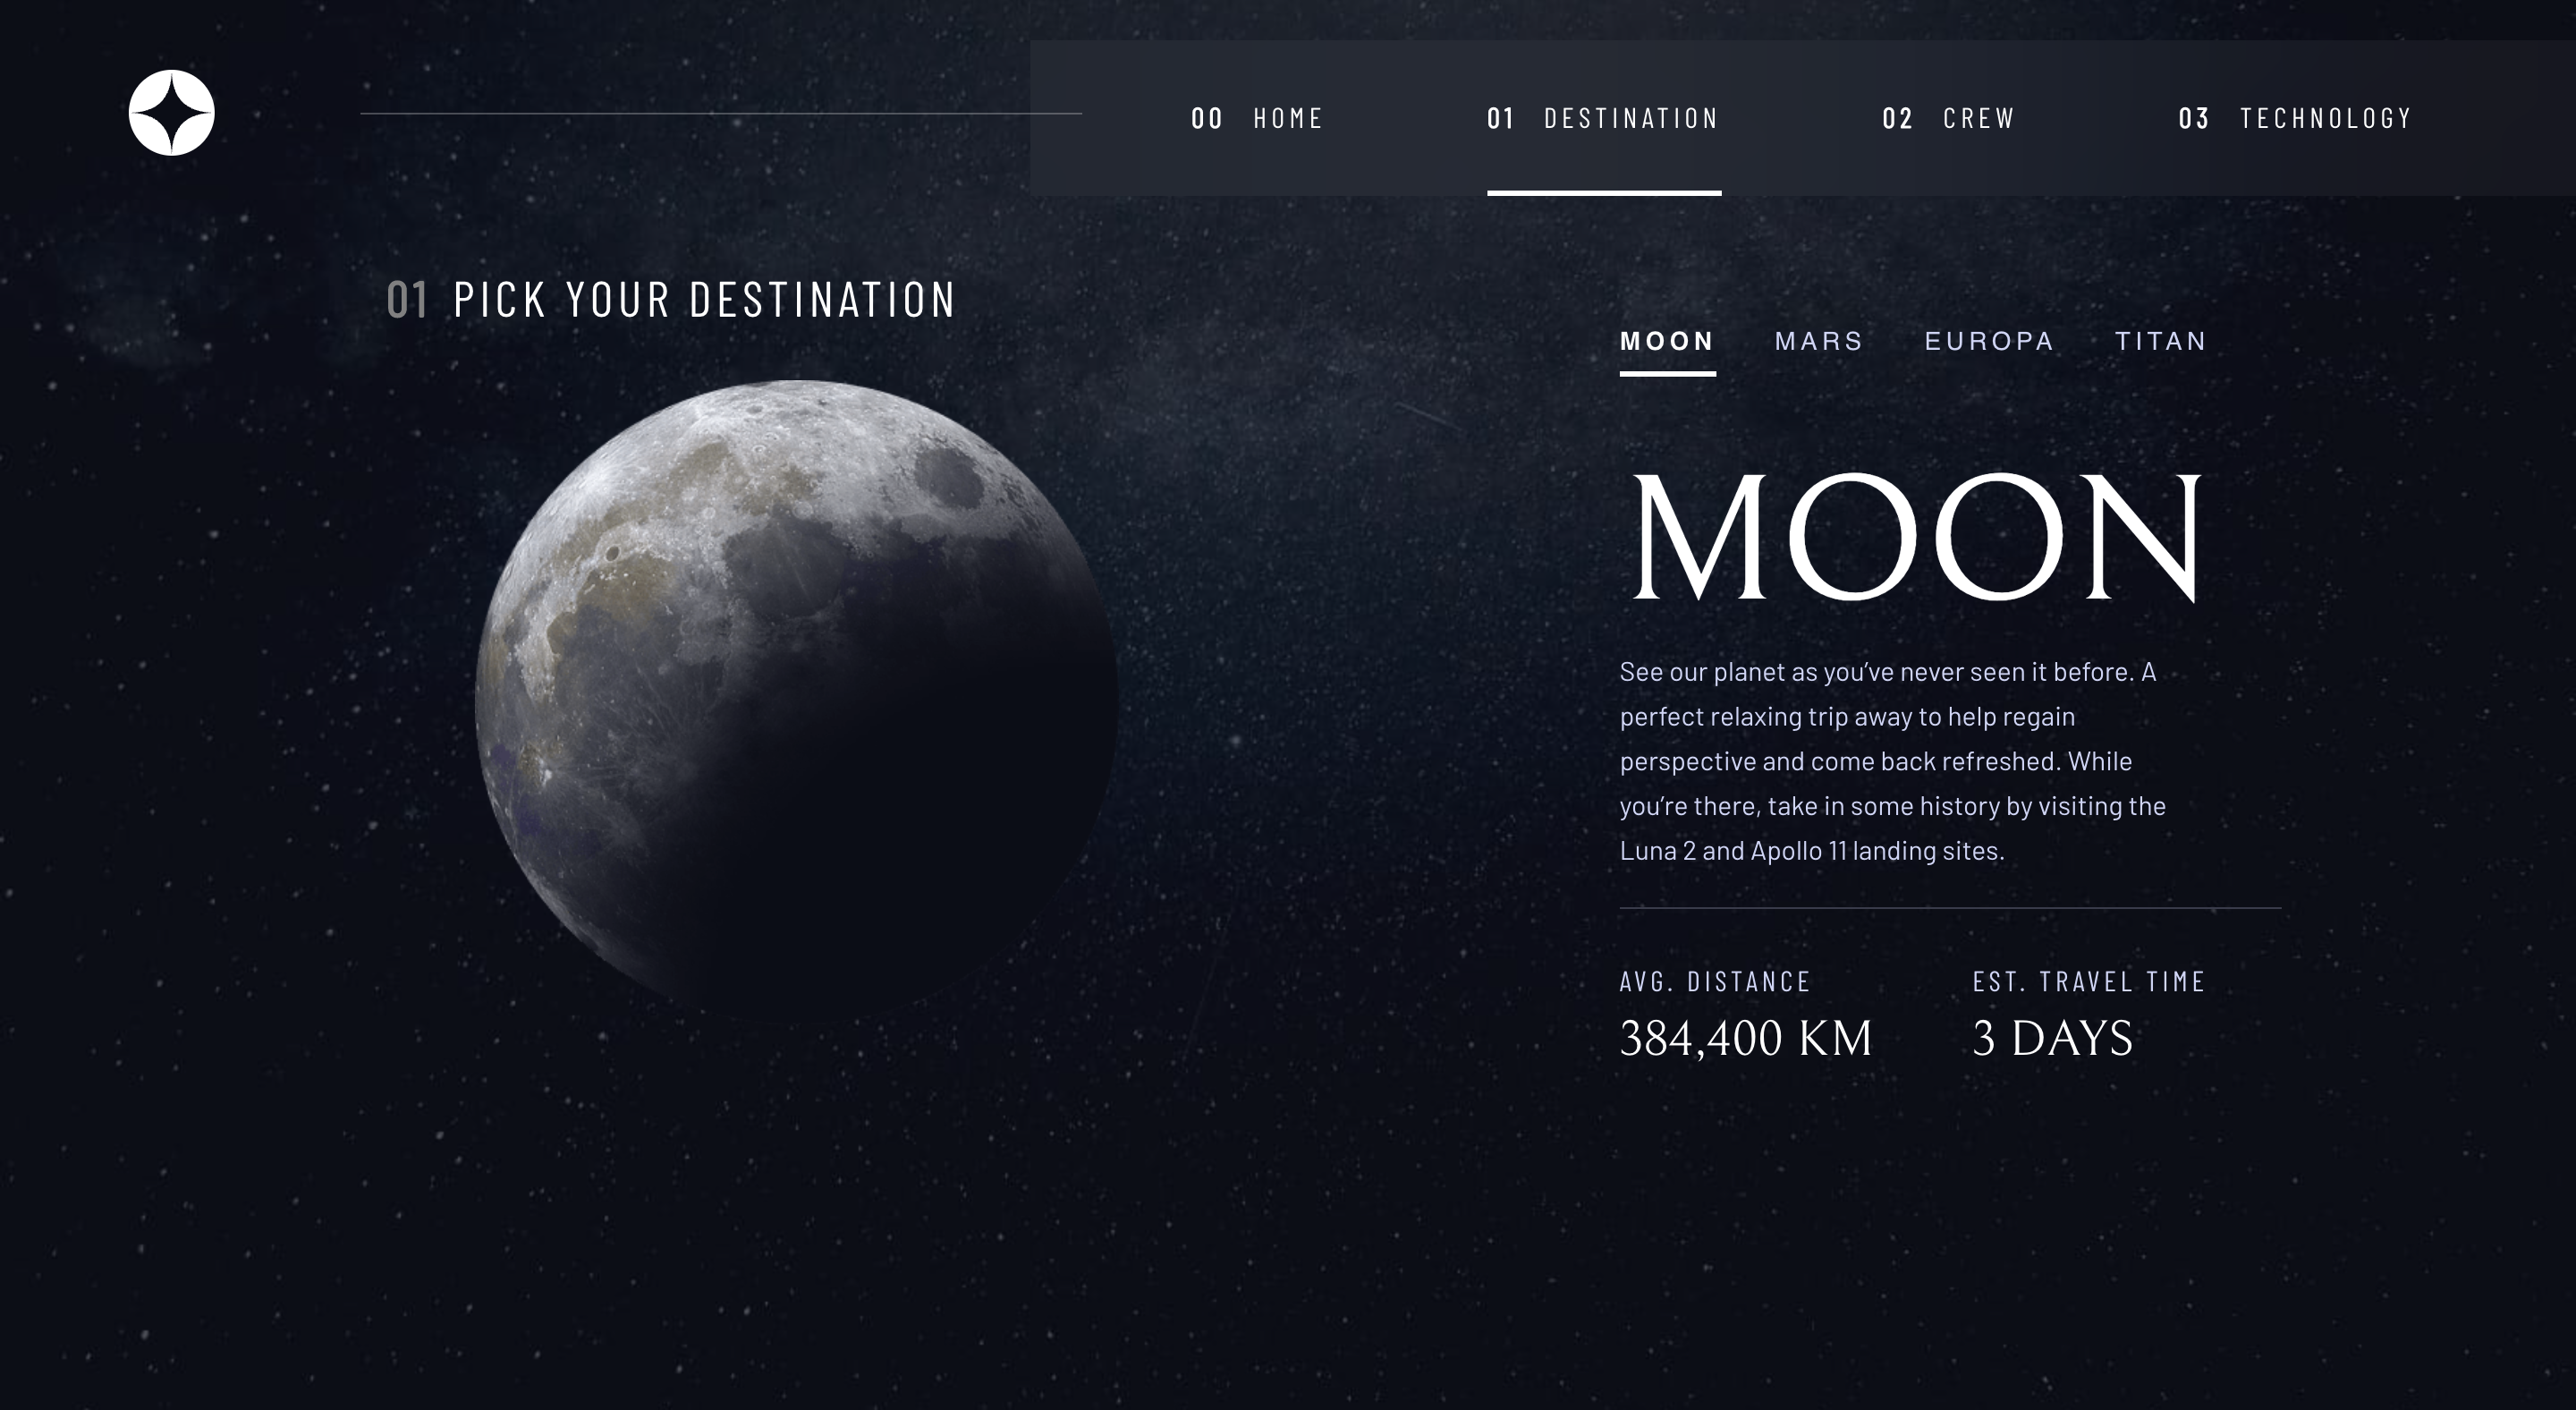 00 HOME 01 DESTINATION 02 CREW 03 TECHNOLOGY
01 PICK YOUR DESTINATION
MOON MARS EUROPA TITAN
MOON
See our planet as you’ve never seen it before. A
perfect relaxing trip away to help regain
perspective and come back refreshed. While
you’re there, take in some history by visiting the
Luna 2 and Apollo 11 landing sites.
AVG. DISTANCE EST. TRAVEL TIME
384,400 KM 3 DAYS